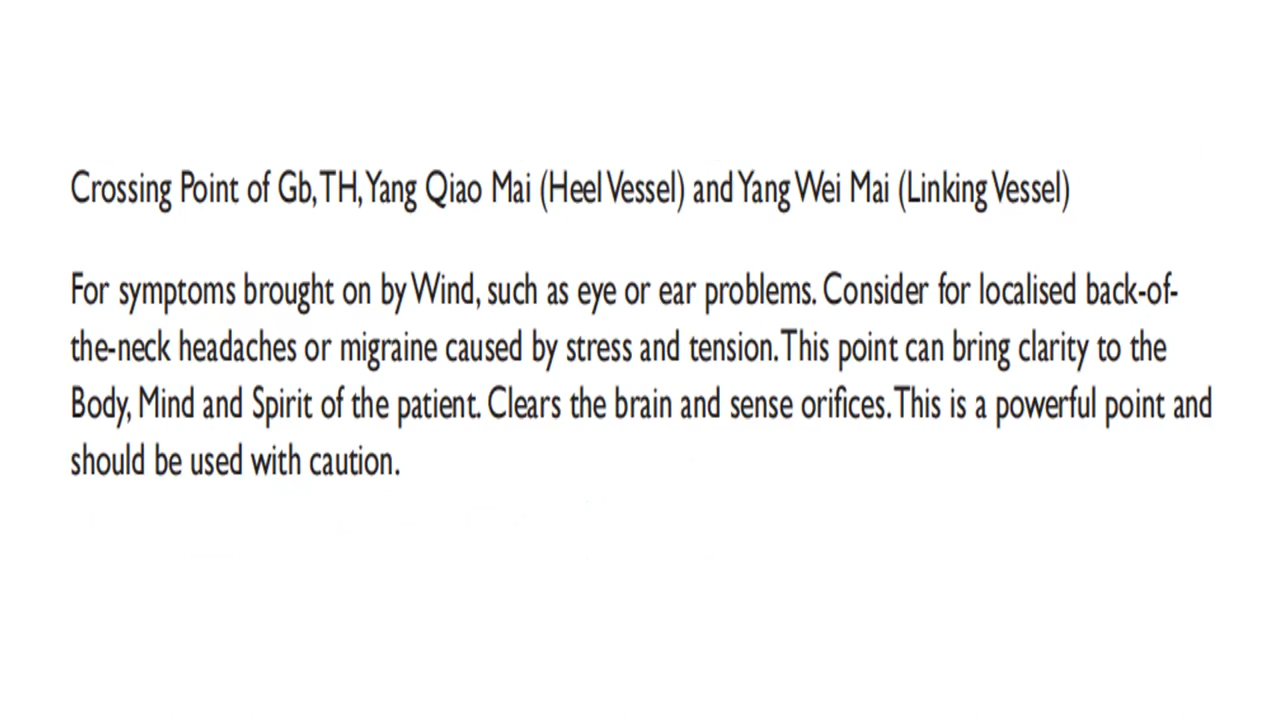 Crossing Point of Gb, TH, Yang Qiao Mai (Heel Vessel) and Yang Wei Mai (Linking Vessel)
For symptoms brought on by Wind, such as eye or ear problems. Consider for localised back-of-
the-neck headaches or migraine caused by stress and tension. This point can bring clarity to the
Body, Mind and Spirit of the patient. Clears the brain and sense orifices. This is a powerful point and
should be used with caution.